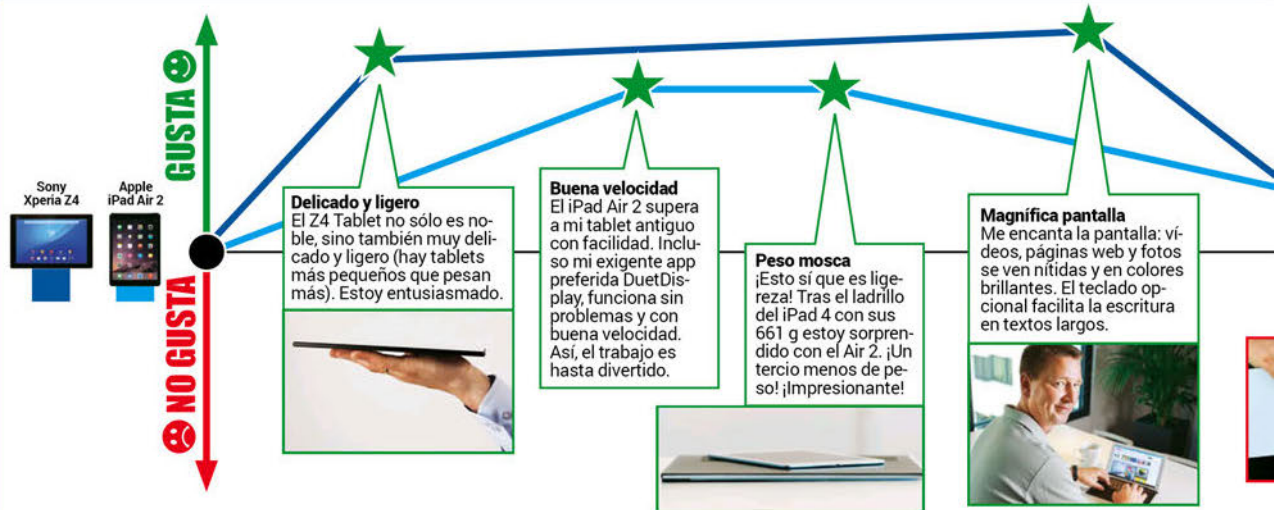 GUSTA
NO GUSTA
Sony
Xperia Z4
Apple
iPad Air 2
Delicado y ligero
El Z4 Tablet no sólo es no-
ble, sino también muy deli-
cado y ligero (hay tablets
más pequeños que pesan
más). Estoy entusiasmado.
Buena velocidad
El iPad Air 2 supera
a mi tablet antiguo
con facilidad. Inclu-
so mi exigente app
preferida DuetDis-
play, funciona sin
problemas y con
buena velocidad.
Así, el trabajo es
hasta divertido.
Peso mosca
¡Esto sí que es lige-
reza! Tras el ladrillo
del iPad 4 con sus
661 g estoy sorpren-
dido con el Air 2. ¡Un
tercio menos de pe-
so! ¡Impresionante!
Magnífica pantalla
Me encanta la pantalla: ví-
deos, páginas web y fotos
se ven nítidas y en colores
brillantes. El teclado op-
cional facilita la escritura
en textos largos.